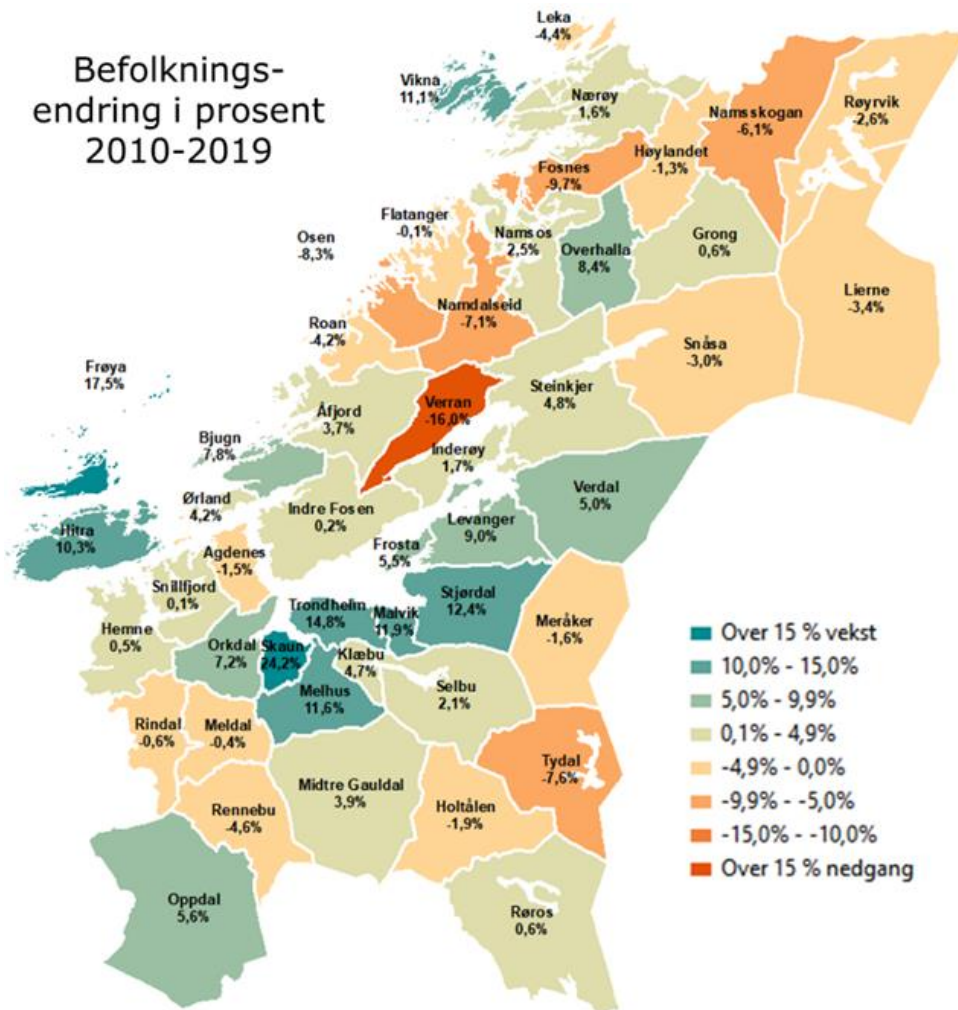 Befolknings-
endring i prosent
2010-2019
Leka
-4,4%
Vikna
11,1%
Nærøy
1,6%
Namsskogan
-6,1%
Røyrvik
-2,6%
Fosnes
-9,7%
Høylandet
-1,3%
Flatanger
-0,1%
Namsos
2,5%
Overhalla
8,4%
Grong
0,6%
Osen
-8,3%
Lierne
-3,4%
Namdalseid
-7,1%
Roan
-4,2%
Snåsa
-3,0%
Frøya
17,5%
Steinkjer
4,8%
Verran
-16,0%
Åfjord
3,7%
Bjugn
7,8%
Inderøy
1,7%
Verdal
5,0%
Ørland
4,2%
Indre Fosen
0,2%
Levanger
9,0%
Hitra
10,3%
Frosta
5,5%
Agdenes
-1,5%
Snillfjord
0,1%
Stjørdal
12,4%
Trondheim
14,8%
Malvik
11,9%
Meråker
-1,6%
Hemne
0,5%
Orkdal
7,2%
Skaun
24,2%
Klæbu
4,7%
Selbu
2,1%
Melhus
11,6%
Rindal
-0,6%
Meldal
-0,4%
Tydal
-7,6%
Midtre Gauldal
3,9%
Holtålen
-1,9%
Rennebu
-4,6%
Oppdal
5,6%
Røros
0,6%
Over 15 % vekst
10,0% - 15,0%
5,0% - 9,9%
0,1% - 4,9%
-4,9% - 0,0%
-9,9% - -5,0%
-15,0% - -10,0%
Over 15 % nedgang